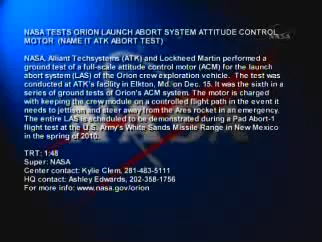 NASA
NASA TESTS ORION LAUNCH ABORT SYSTEM ATTITUDE CONTROL
MOTOR (NAME IT ATK ABORT TEST)
NASA, Alliant Techsystems (ATK) and Lockheed Martin performed a
ground test of a full-scale attitude control motor (ACM) for the launch
abort system (LAS) of the Orion crew exploration vehicle. The test was
conducted at ATK's facility in Elkton, Md. on Dec. 15. It was the sixth in a
series of ground tests of Orion's ACM system. The motor is charged
with keeping the crew module on a controlled flight path in the event it
needs to jettison and steer away from the Ares rocket in an emergency.
The entire LAS is scheduled to be demonstrated during a Pad Abort-1
flight test at the U.S. Army's White Sands Missile Range in New Mexico
in the spring of 2010.
TRT: 1:48
Super: NASA
Center contact: Kylie Clem, 281-483-5111
HQ contact: Ashley Edwards, 202-358-1756
For more info: www.nasa.gov/orion